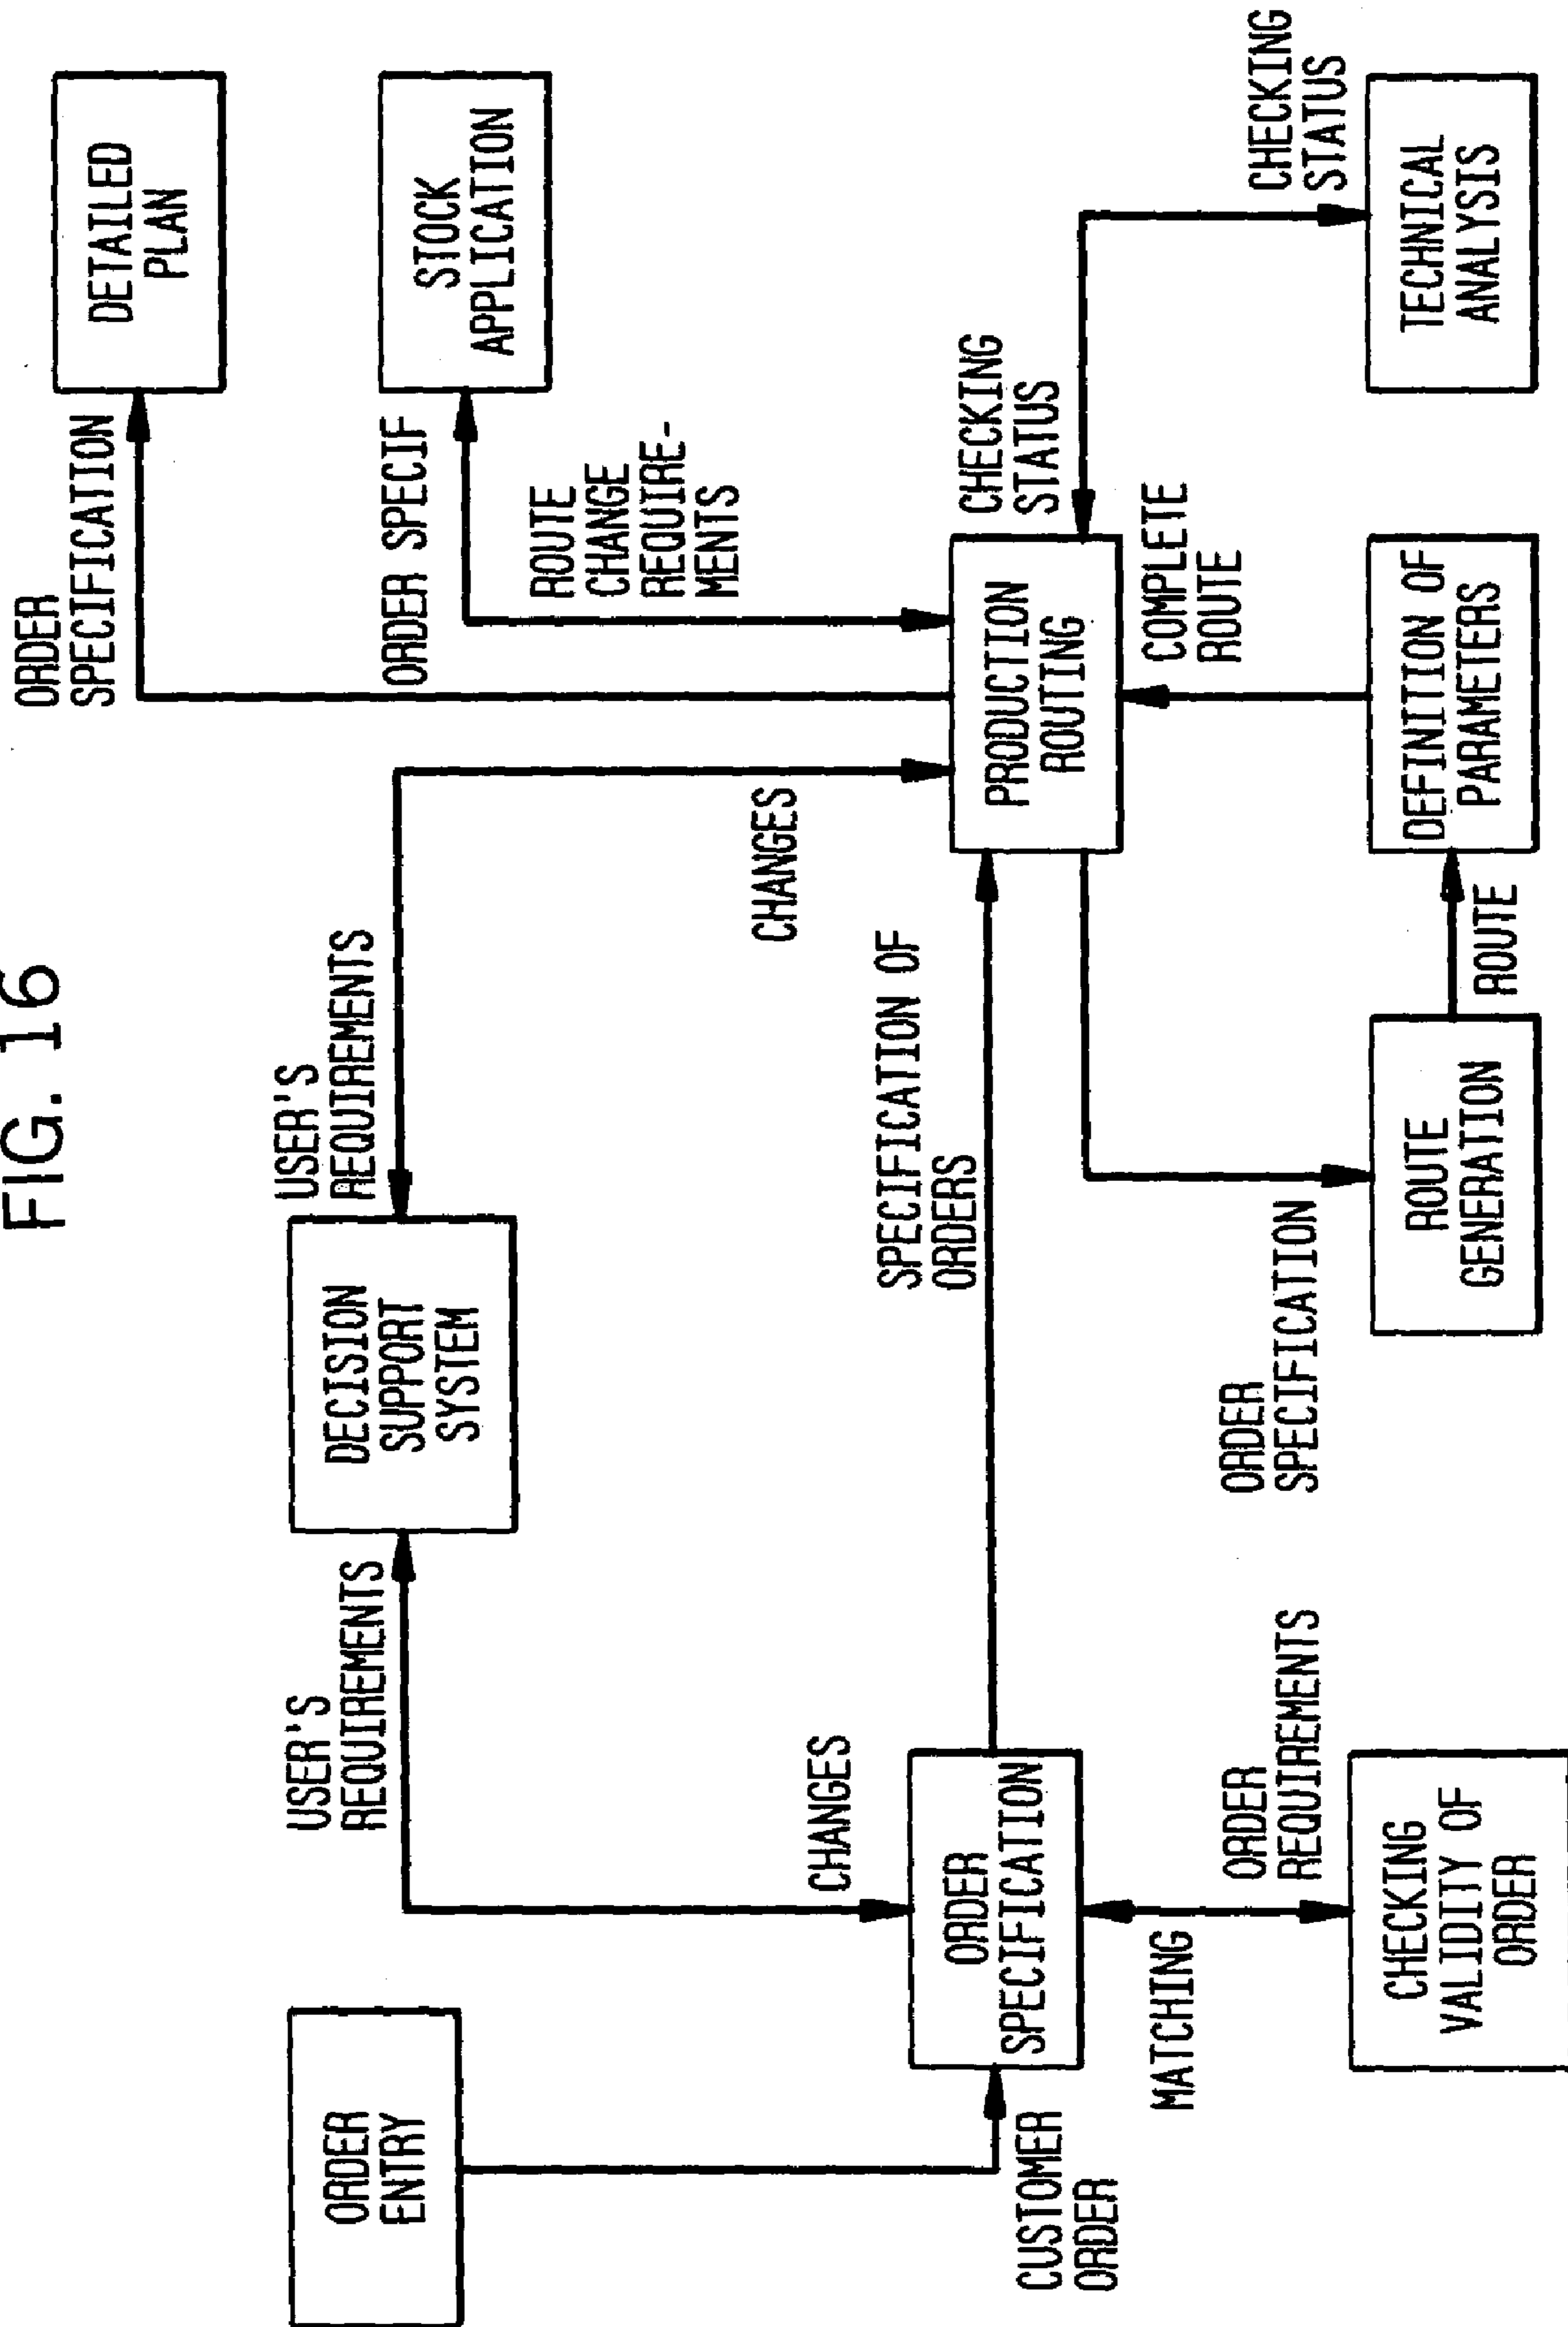 FIG. 16
ORDER
SPECIFICATION
DETAILED
PLAN
USER'S
REQUIREMENTS
USER'S
REQUIREMENTS
ORDER SPECIF
STOCK
APPLICATION
ORDER
ENTRY
DECISION
SUPPORT
SYSTEM
ROUTE
CHANGE
REQUIRE-
MENTS
CHANGES
CHANGES
SPECIFICATION OF
ORDERS
CHECKING
STATUS
ORDER
SPECIFICATION
PRODUCTION
ROUTING
CUSTOMER
ORDER
COMPLETE
ROUTE
MATCHING
ORDER
REQUIREMENTS
ORDER
SPECIFICATION
CHECKING
STATUS
CHECKING
VALIDITY OF
ORDER
ROUTE
GENERATION
ROUTE
DEFINITION OF
PARAMETERS
TECHNICAL
ANALYSIS